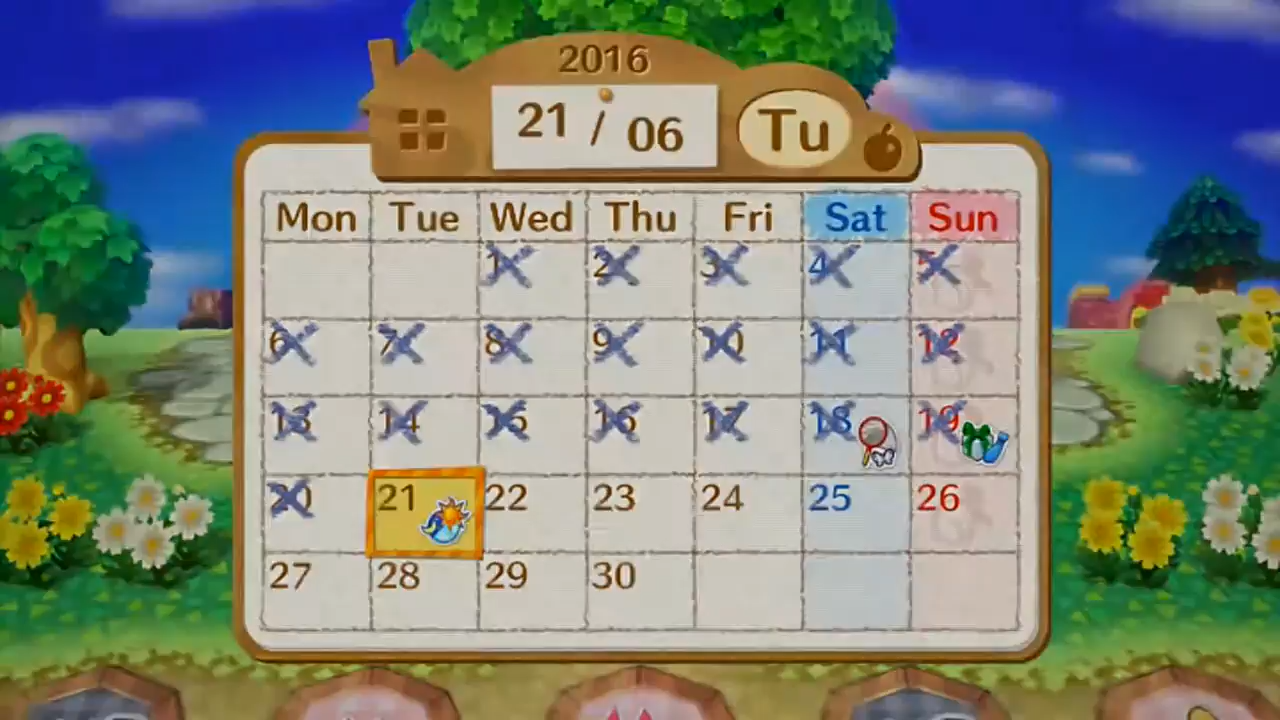 2016
21 / 06 Tu
Mon Tue Wed Thu Fri Sat Sun
1 2 3 4 5
6 7 8 9 10 11 12
13 14 15 16 17 18 19
20 21 22 23 24 25 26
27 28 29 30